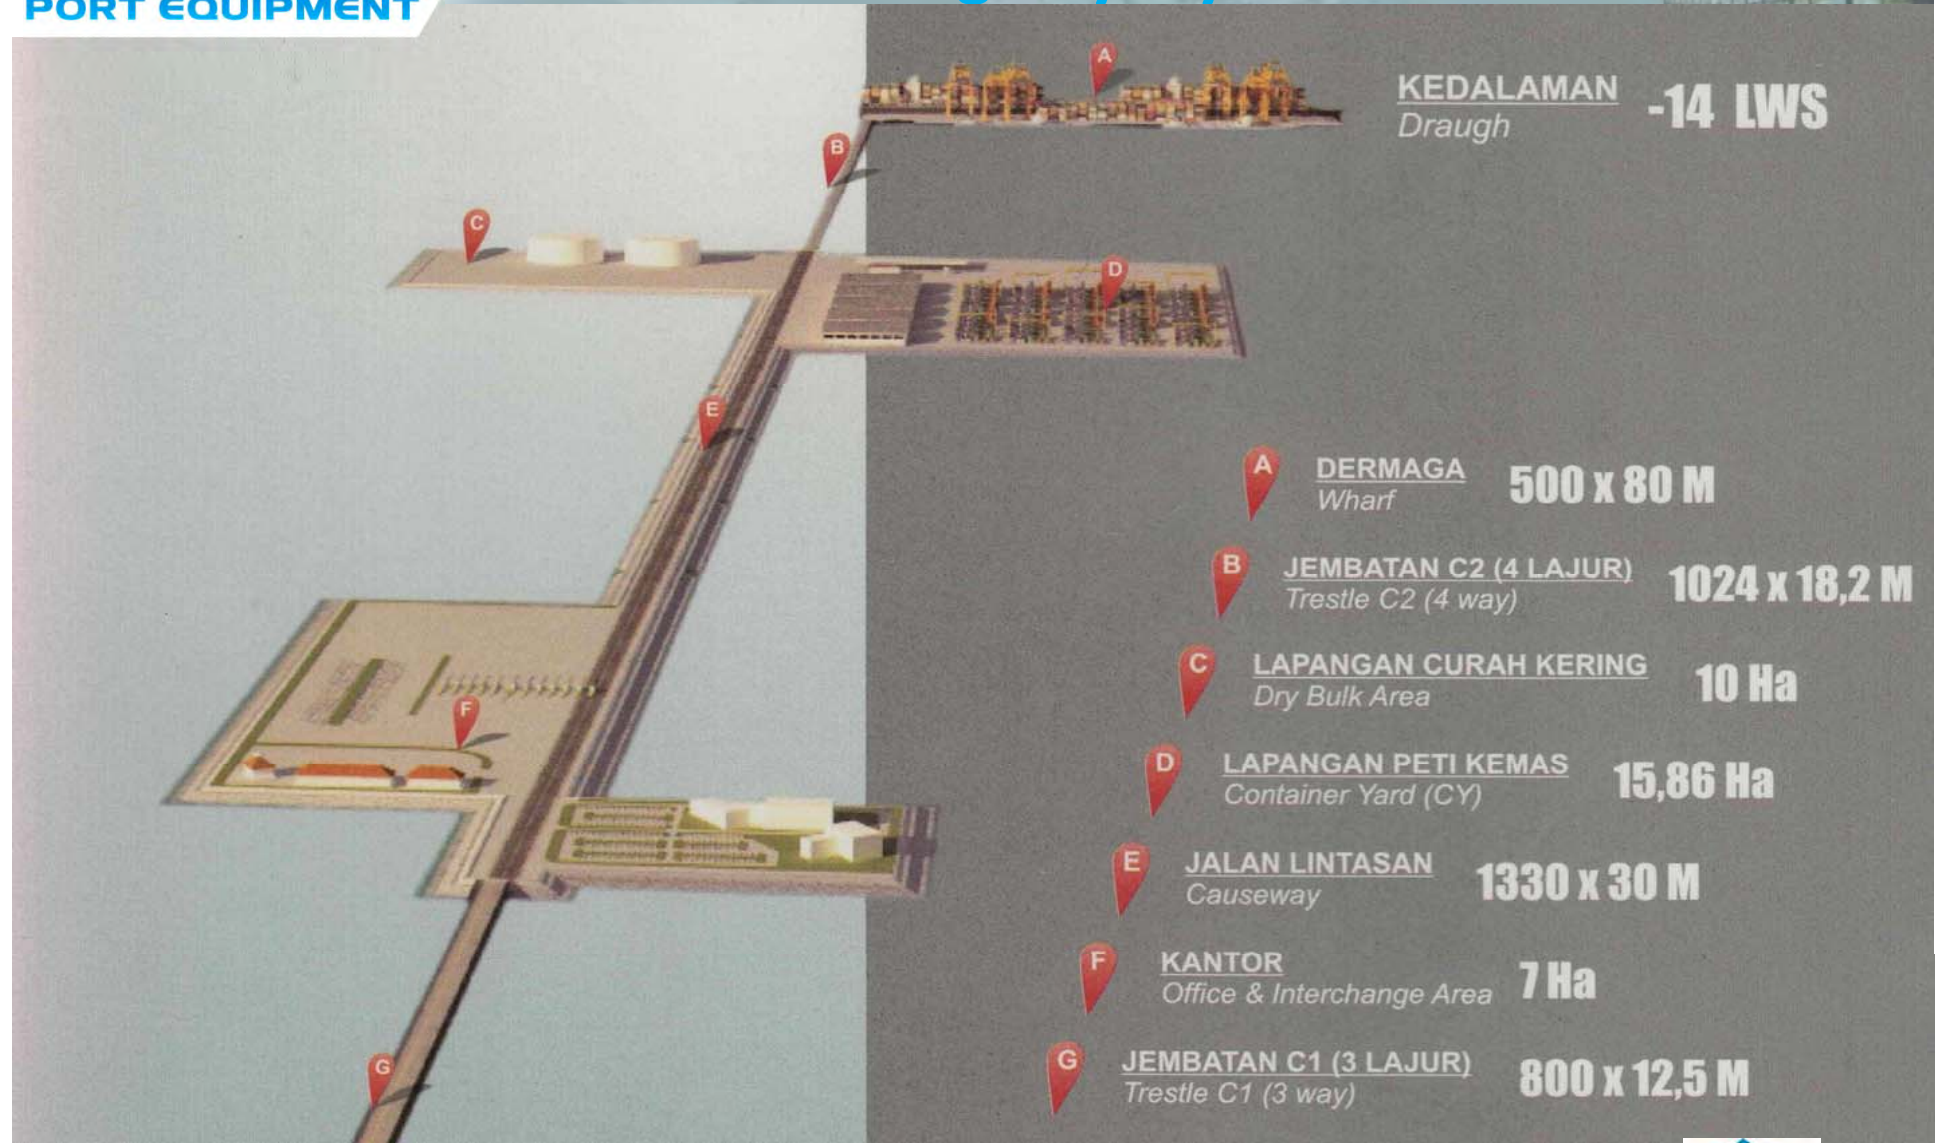 PORT EQUIPMENT
A
B
C
D
E
F
G
KEDALAMAN -14 LWS
Draugh
A DERMAGA 500 x 80 M
Wharf
B JEMBATAN C2 (4 LAJUR) 1024 x 18,2 M
Trestle C2 (4 way)
C LAPANGAN CURAH KERING 10 Ha
Dry Bulk Area
D LAPANGAN PETI KEMAS 15,86 Ha
Container Yard (CY)
E JALAN LINTASAN 1330 x 30 M
Causeway
F KANTOR 7 Ha
Office & Interchange Area
G JEMBATAN C1 (3 LAJUR) 800 x 12,5 M
Trestle C1 (3 way)